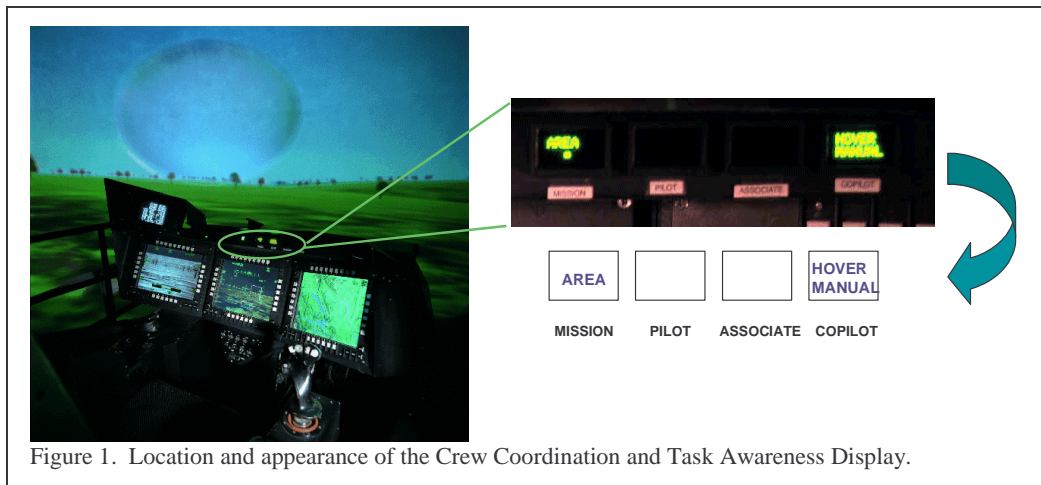 AREA
HOVER
MANUAL
MISSION
PILOT
ASSOCIATE
COPILOT
AREA
HOVER
MANUAL
MISSION
PILOT
ASSOCIATE
COPILOT
Figure 1. Location and appearance of the Crew Coordination and Task Awareness Display.